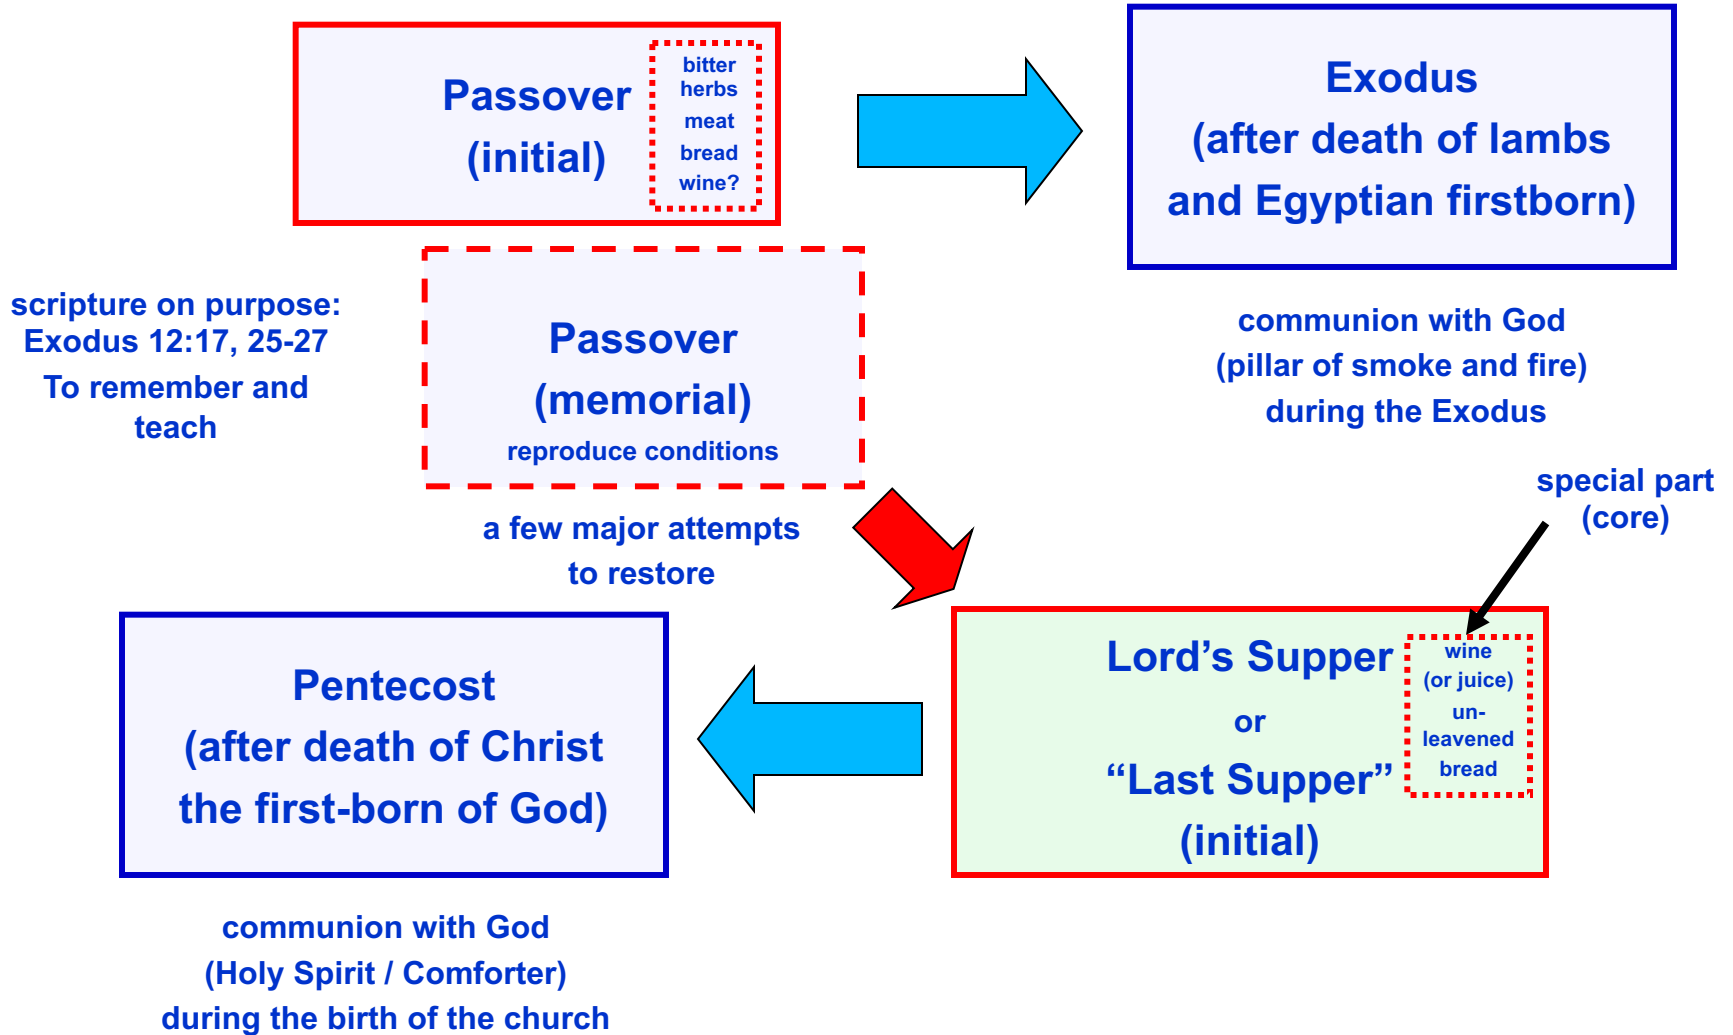 Passover
(initial)
bitter
herbs
meat
bread
wine?
Exodus
(after death of lambs
and Egyptian firstborn)
scripture on purpose:
Exodus 12:17, 25-27
To remember and
teach
Passover
(memorial)
reproduce conditions
communion with God
(pillar of smoke and fire)
during the Exodus
a few major attempts
to restore
special part
(core)
Pentecost
(after death of Christ
the first-born of God)
Lord’s Supper
or
“Last Supper”
(initial)
wine
(or juice)
un-
leavened
bread
communion with God
(Holy Spirit / Comforter)
during the birth of the church